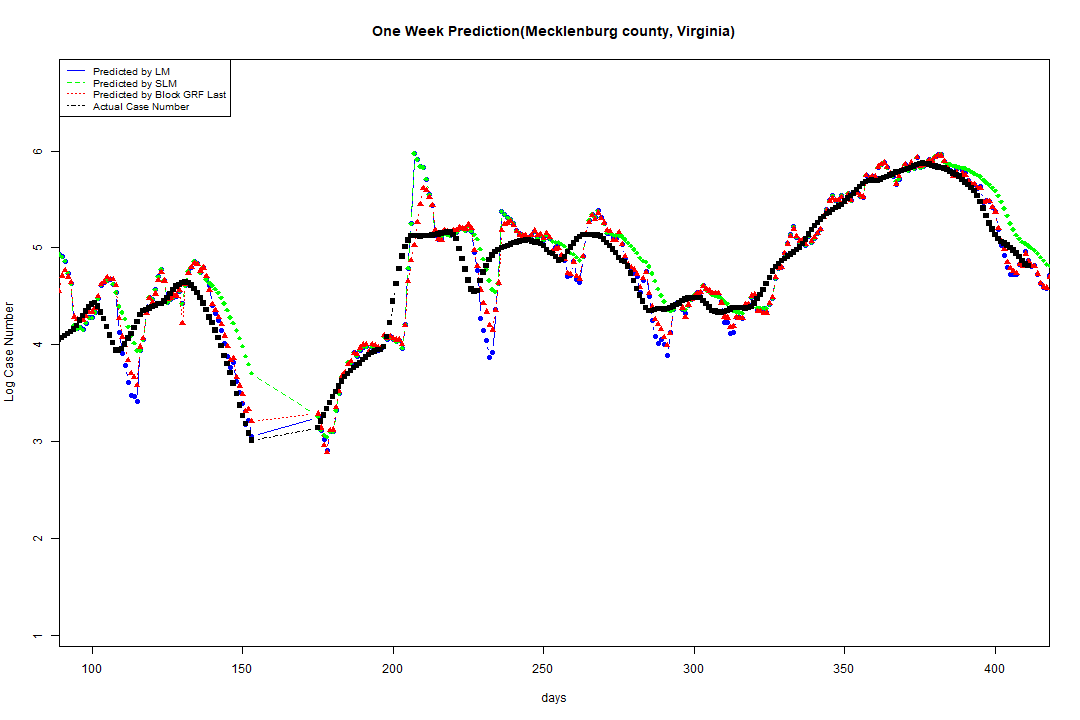 One Week Prediction(Mecklenburg county, Virginia)
Predicted by LM
Predicted by SLM
Predicted by Block GRF Last
Actual Case Number
6
5
4
3
2
1
Log Case Number
100 150 200 250 300 350 400
days